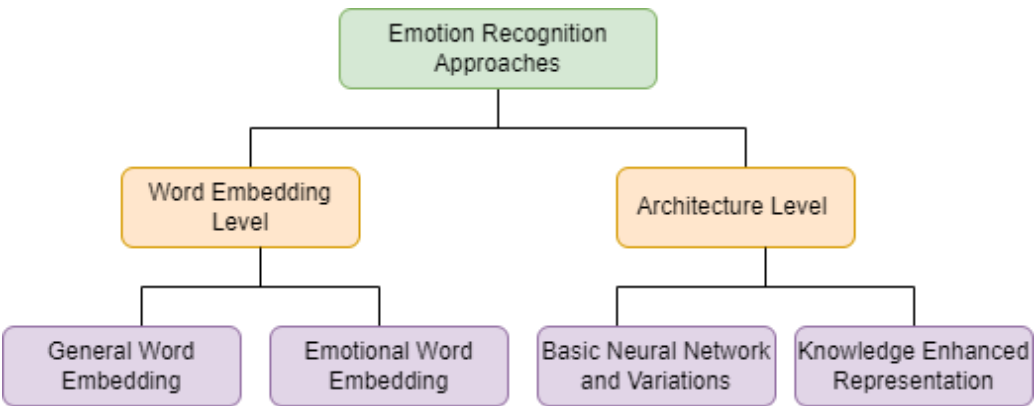 Emotion Recognition
Approaches
Word Embedding
Level
Architecture Level
General Word
Embedding
Emotional Word
Embedding
Basic Neural Network
and Variations
Knowledge Enhanced
Representation